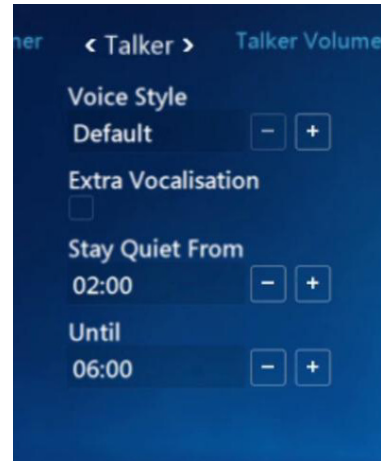 < Talker > Talker Volume
Voice Style
Default - +
Extra Vocalisation
Stay Quiet From
02:00 - +
Until
06:00 - +